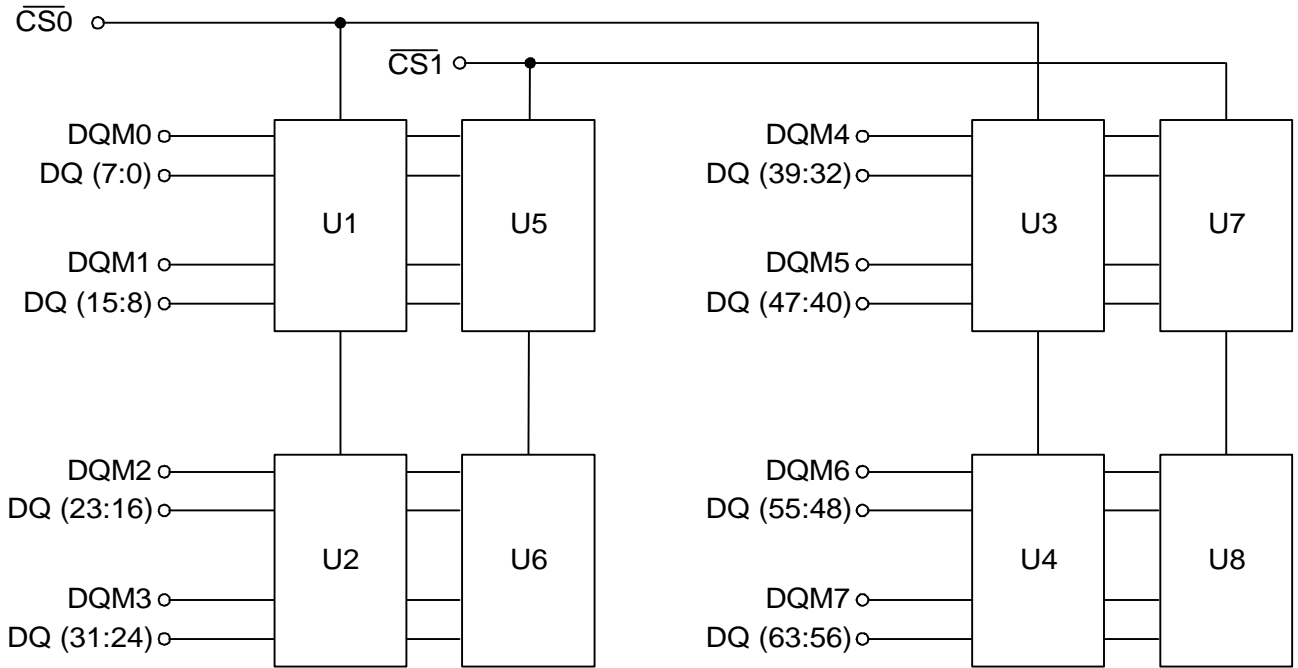 C̅S̅0̅
C̅S̅1̅
DQM0
DQ (7:0)
U1
U5
DQM1
DQ (15:8)
DQM4
DQ (39:32)
U3
U7
DQM5
DQ (47:40)
DQM2
DQ (23:16)
U2
U6
DQM3
DQ (31:24)
DQM6
DQ (55:48)
U4
U8
DQM7
DQ (63:56)